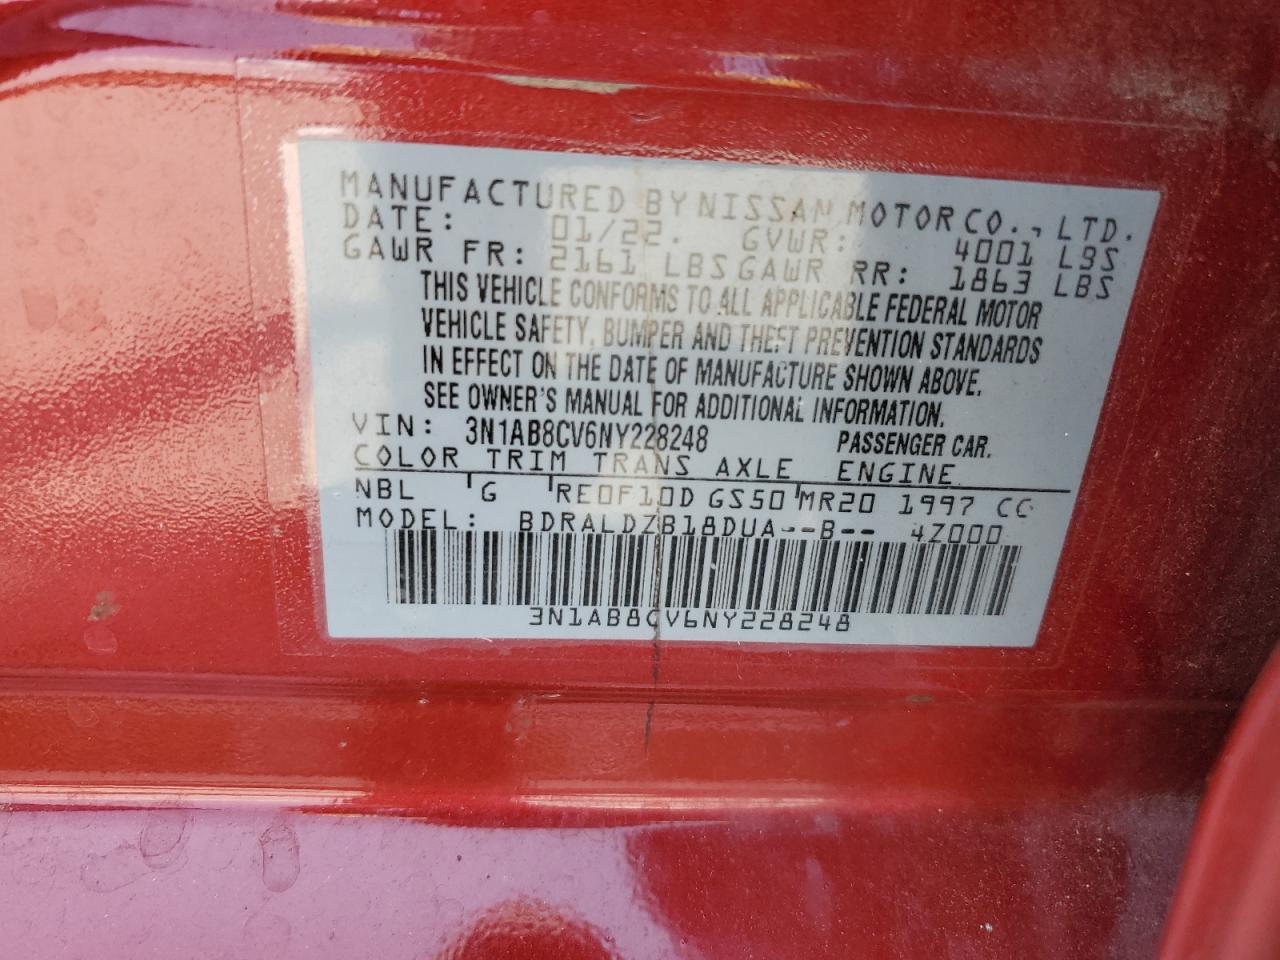 MANUFACTURED BY NISSAN MOTOR CO., LTD.
DATE: 01/22. GVWR: 4001 LBS
GAWR FR: 2161 LBS GAWR RR: 1863 LBS
THIS VEHICLE CONFORMS TO ALL APPLICABLE FEDERAL MOTOR
VEHICLE SAFETY, BUMPER AND THEFT PREVENTION STANDARDS
IN EFFECT ON THE DATE OF MANUFACTURE SHOWN ABOVE.
SEE OWNER'S MANUAL FOR ADDITIONAL INFORMATION.
VIN: 3N1AB8CV6NY228248 PASSENGER CAR.
COLOR TRIM TRANS AXLE ENGINE
NBL G RE0F10D GS50 MR20 1997 CC
MODEL: BDRALDZB18DUA--B-- 4Z000
3N1AB8CV6NY228248